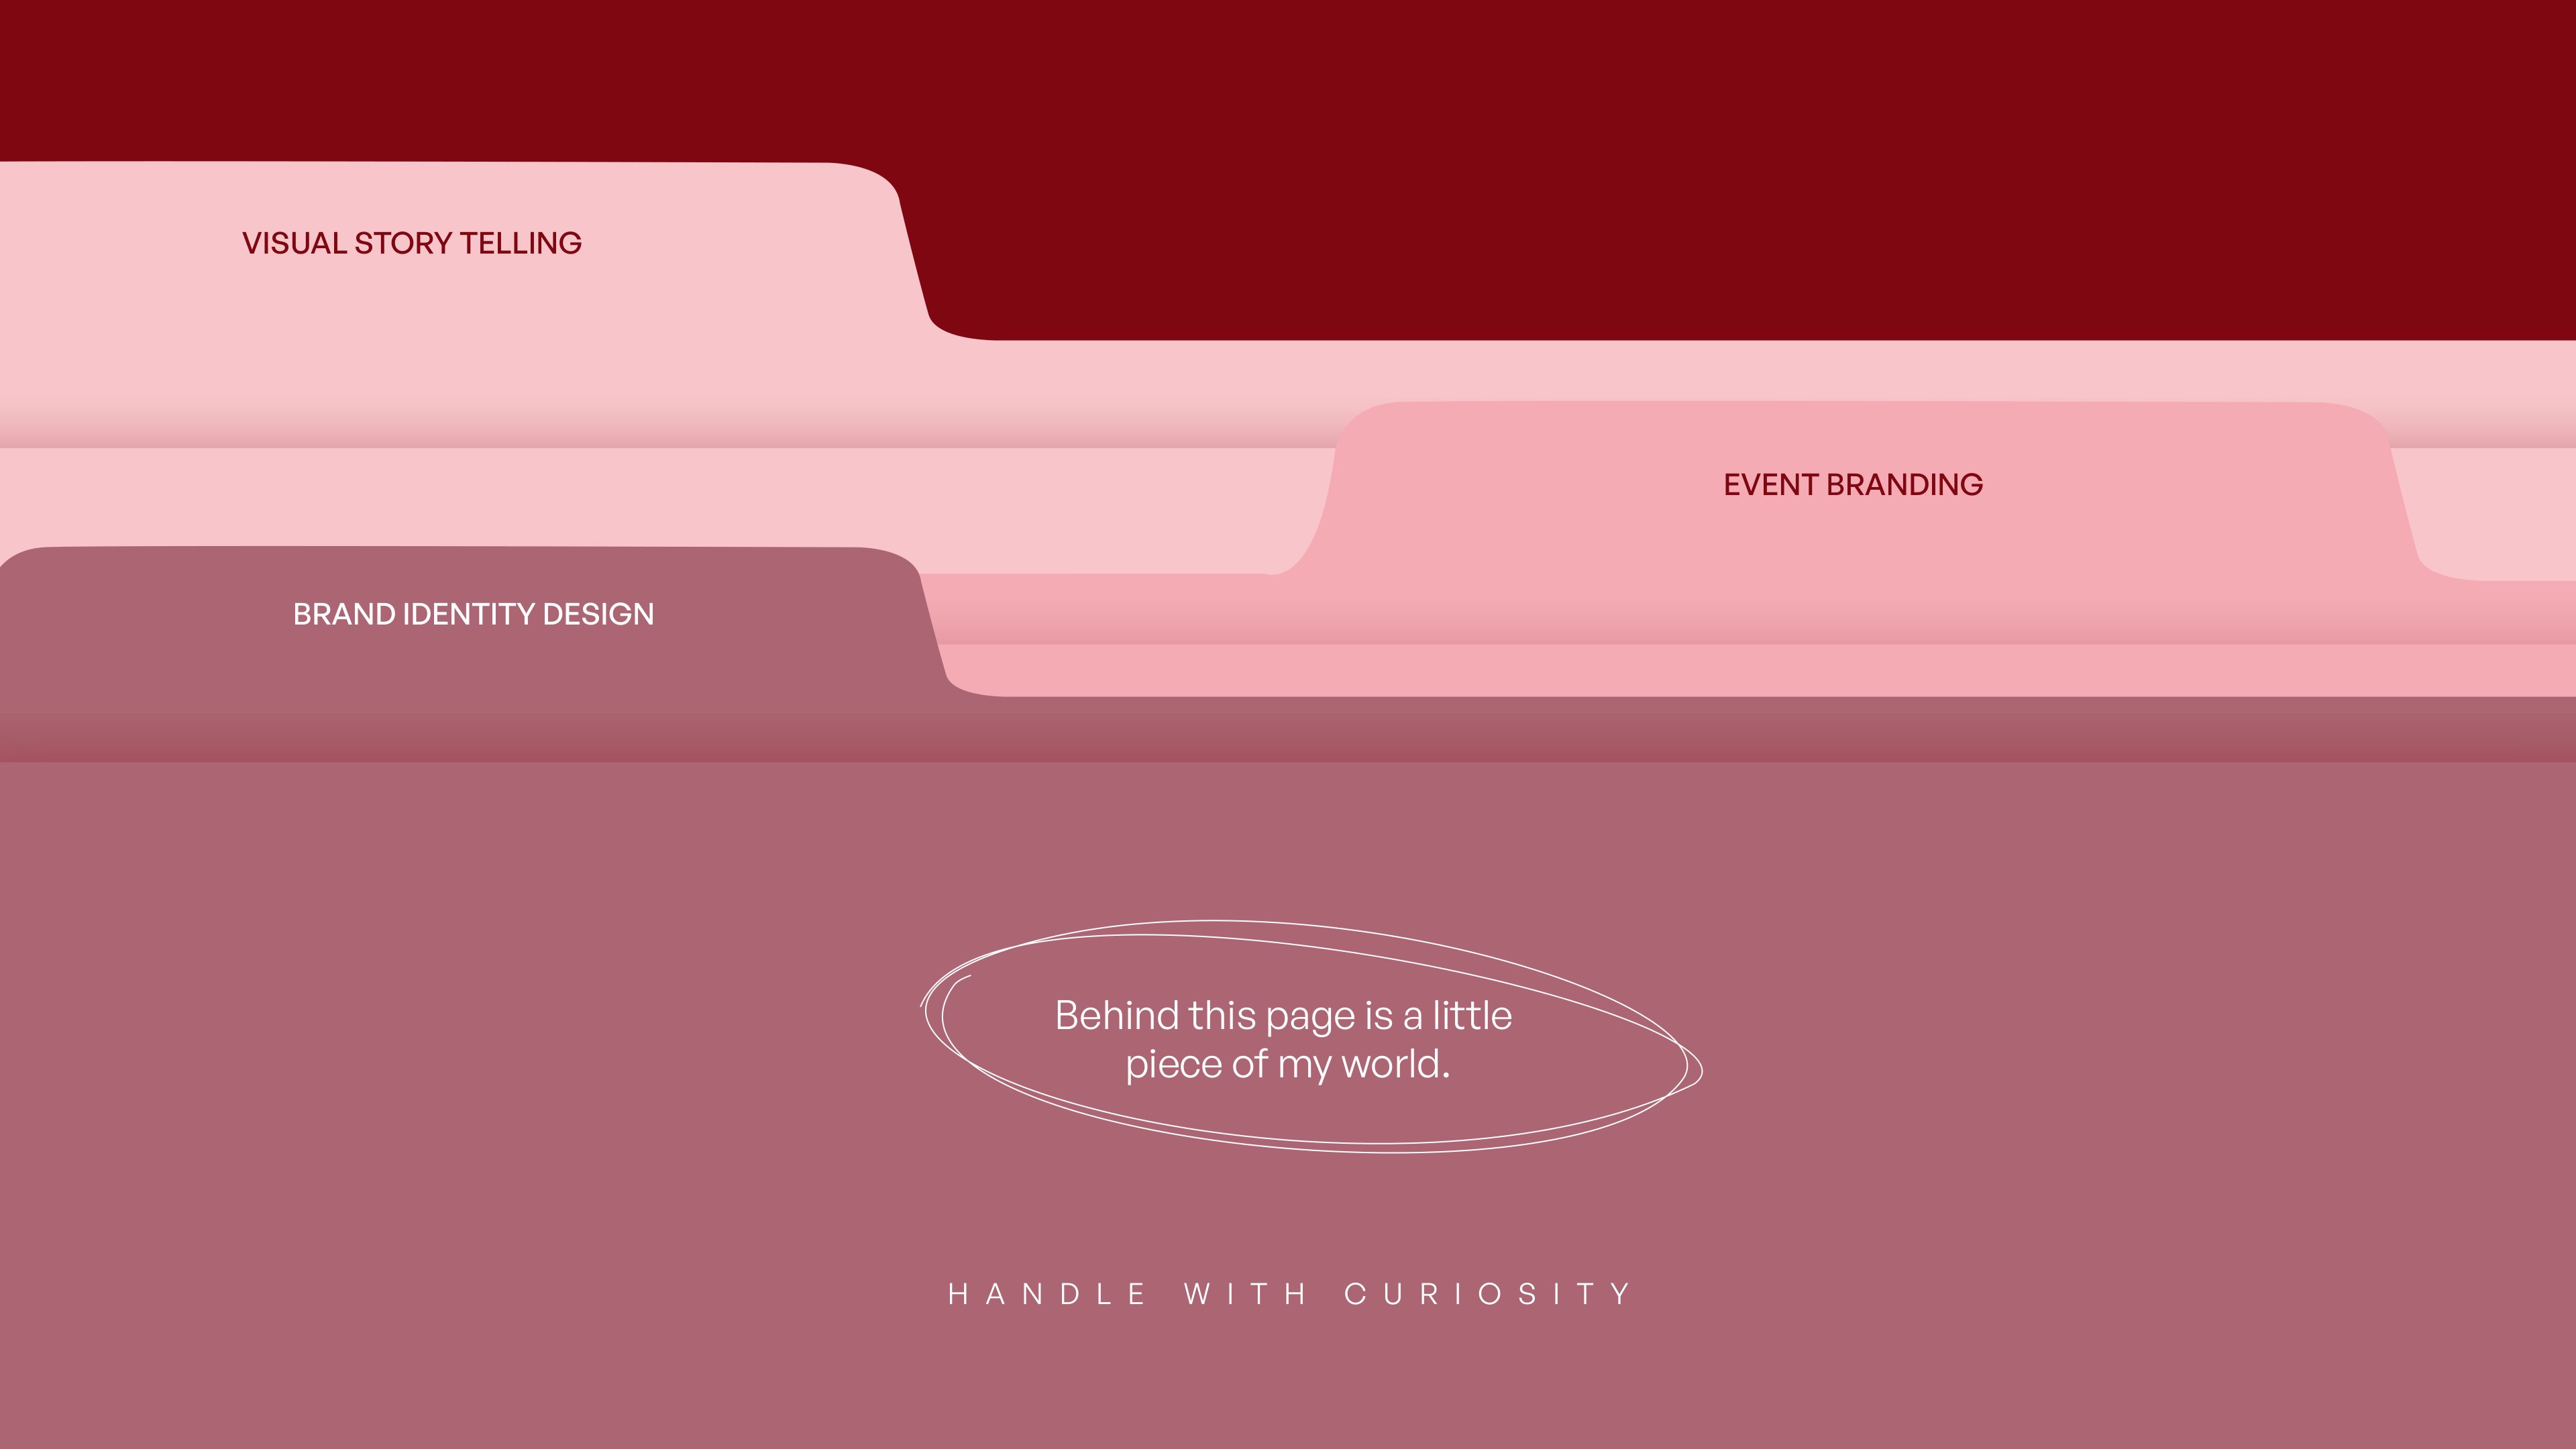 VISUAL STORY TELLING
EVENT BRANDING
BRAND IDENTITY DESIGN
Behind this page is a little
piece of my world.
HANDLE WITH CURIOSITY